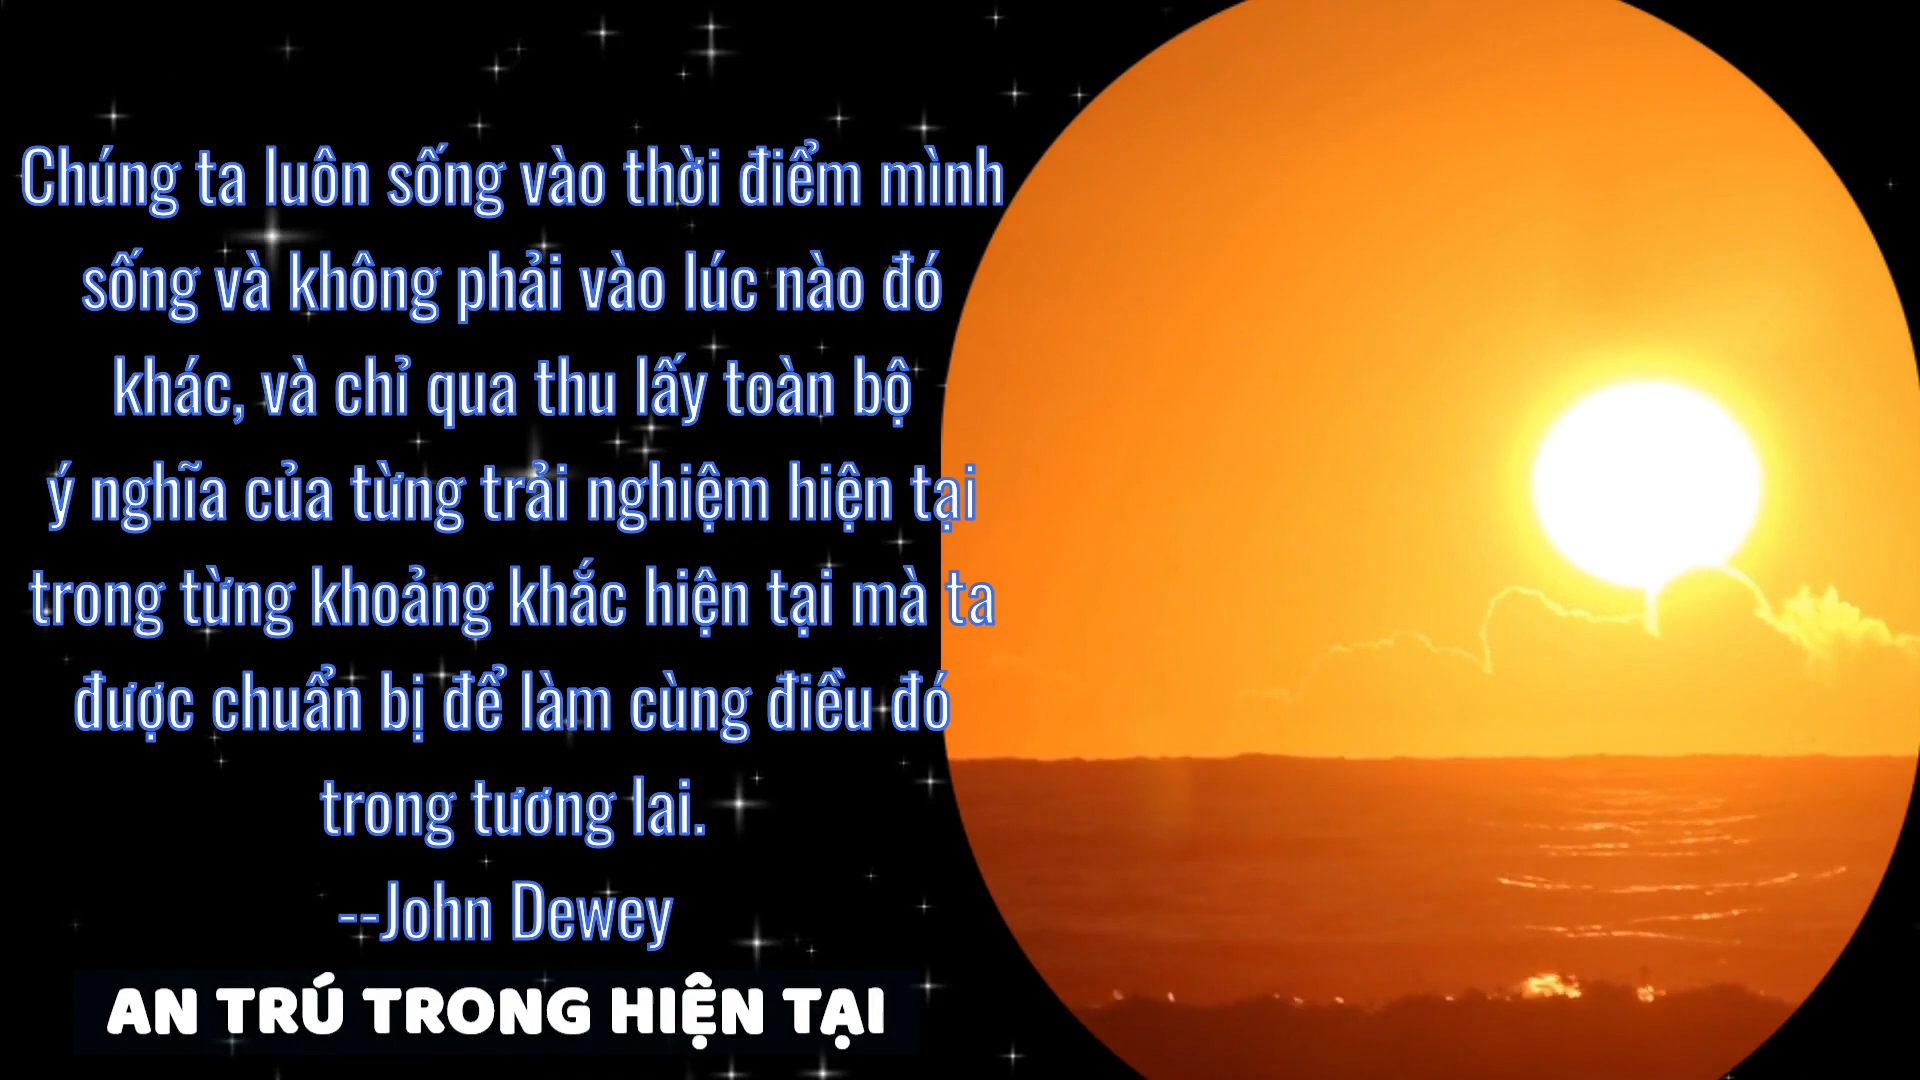 Chúng ta luôn sống vào thời điểm mình
sống và không phải vào lúc nào đó
khác, và chỉ qua thu lấy toàn bộ
ý nghĩa của từng trải nghiệm hiện tại
trong từng khoảng khắc hiện tại mà ta
được chuẩn bị để làm cùng điều đó
trong tương lai.
--John Dewey
AN TRÚ TRONG HIỆN TẠI